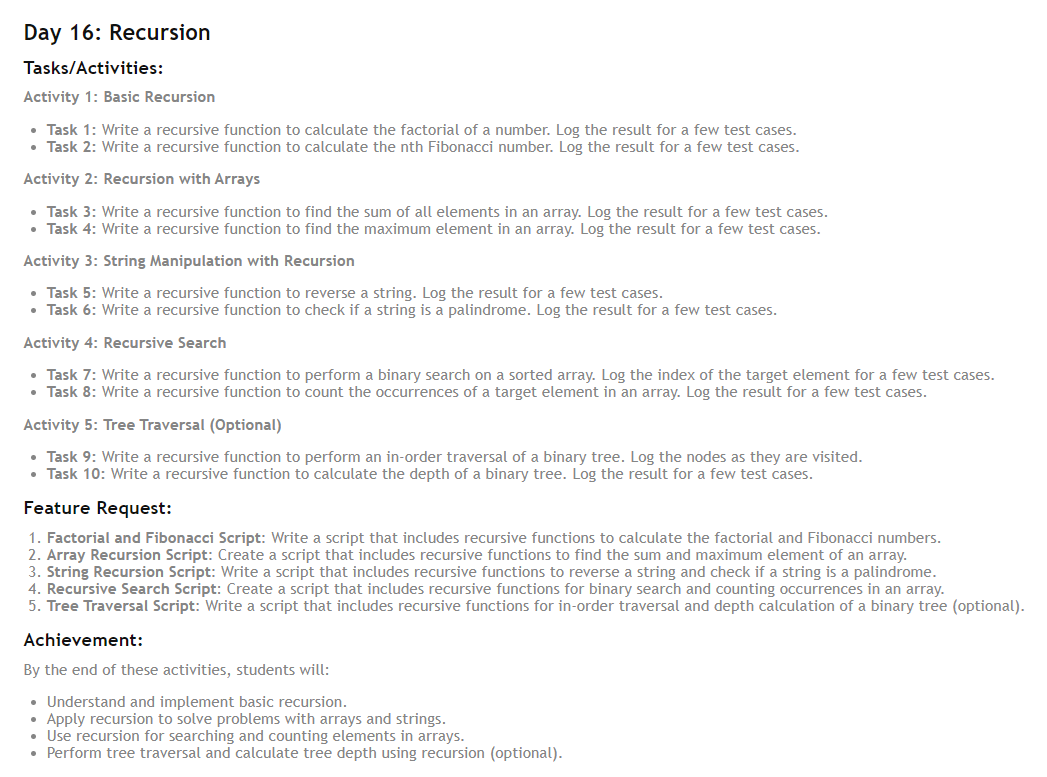 Day 16: Recursion
Tasks/Activities:
Activity 1: Basic Recursion
• Task 1: Write a recursive function to calculate the factorial of a number. Log the result for a few test cases.
• Task 2: Write a recursive function to calculate the nth Fibonacci number. Log the result for a few test cases.
Activity 2: Recursion with Arrays
• Task 3: Write a recursive function to find the sum of all elements in an array. Log the result for a few test cases.
• Task 4: Write a recursive function to find the maximum element in an array. Log the result for a few test cases.
Activity 3: String Manipulation with Recursion
• Task 5: Write a recursive function to reverse a string. Log the result for a few test cases.
• Task 6: Write a recursive function to check if a string is a palindrome. Log the result for a few test cases.
Activity 4: Recursive Search
• Task 7: Write a recursive function to perform a binary search on a sorted array. Log the index of the target element for a few test cases.
• Task 8: Write a recursive function to count the occurrences of a target element in an array. Log the result for a few test cases.
Activity 5: Tree Traversal (Optional)
• Task 9: Write a recursive function to perform an in-order traversal of a binary tree. Log the nodes as they are visited.
• Task 10: Write a recursive function to calculate the depth of a binary tree. Log the result for a few test cases.
Feature Request:
1. Factorial and Fibonacci Script: Write a script that includes recursive functions to calculate the factorial and Fibonacci numbers.
2. Array Recursion Script: Create a script that includes recursive functions to find the sum and maximum element of an array.
3. String Recursion Script: Write a script that includes recursive functions to reverse a string and check if a string is a palindrome.
4. Recursive Search Script: Create a script that includes recursive functions for binary search and counting occurrences in an array.
5. Tree Traversal Script: Write a script that includes recursive functions for in-order traversal and depth calculation of a binary tree (optional).
Achievement:
By the end of these activities, students will:
• Understand and implement basic recursion.
• Apply recursion to solve problems with arrays and strings.
• Use recursion for searching and counting elements in arrays.
• Perform tree traversal and calculate tree depth using recursion (optional).